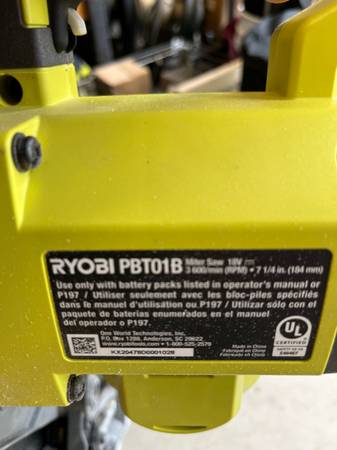 RYOBI PBT01B Miter Saw 18V ⎓
3 600/min (RPM) • 7 1/4 in. (184 mm)
Use only with battery packs listed in operator's manual or
P197 / Utiliser seulement avec les bloc-piles spécifiés
dans le manuel d'utilisation ou P197 / Utilizar sólo con el
paquete de baterias enumerados en el manual
del operador o P197.
One World Technologies, Inc.
P.O. Box 1288, Anderson, SC 29622
www.ryobitools.com • 1-800-525-2579
Made in China
Fabriqué en Chine
Fabricado en China
UL
CERTIFIED